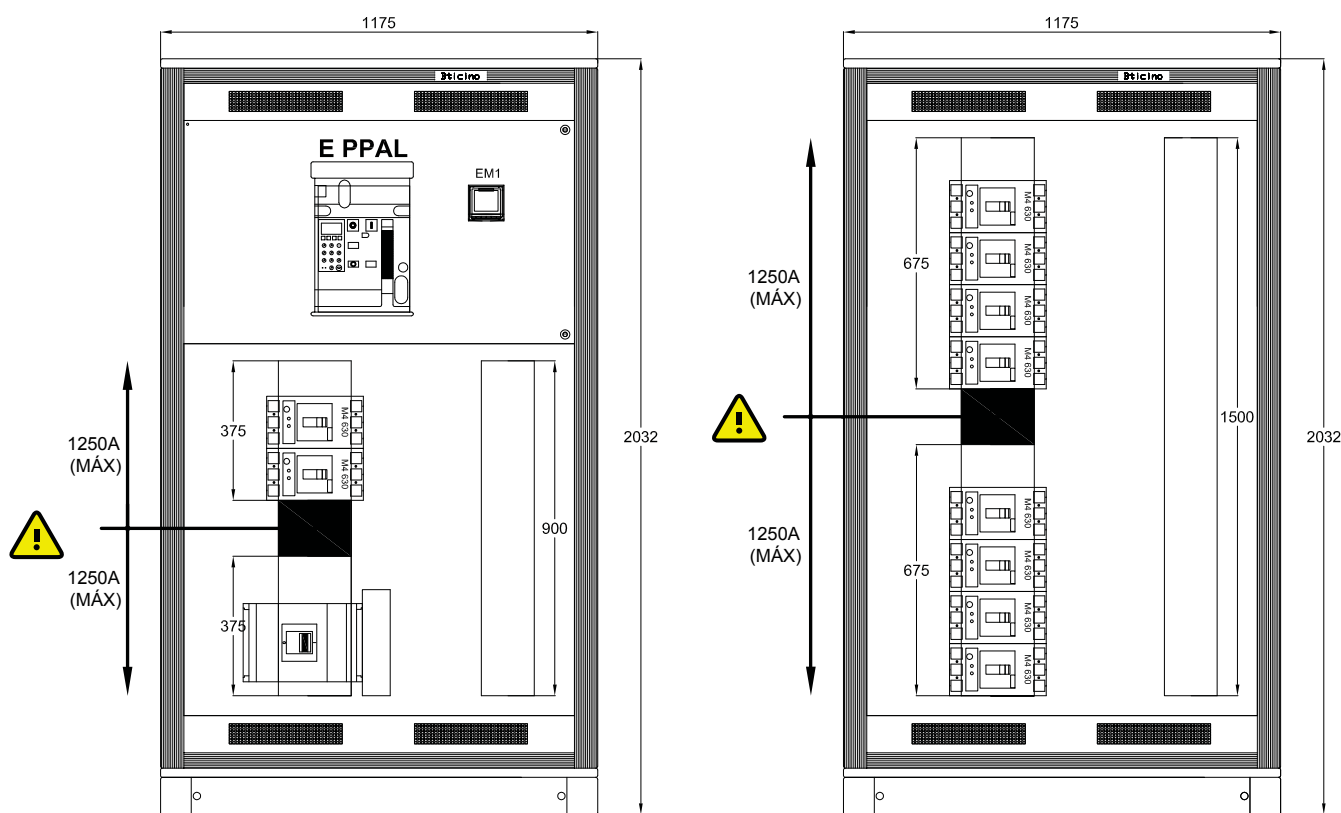 1175
Bticino
E PPAL
EM1
375
M4 630
M4 630
1250A
(MÁX)
1250A
(MÁX)
375
900
2032
1175
Bticino
675
M4 630
M4 630
M4 630
M4 630
1250A
(MÁX)
1250A
(MÁX)
675
M4 630
M4 630
M4 630
M4 630
1500
2032